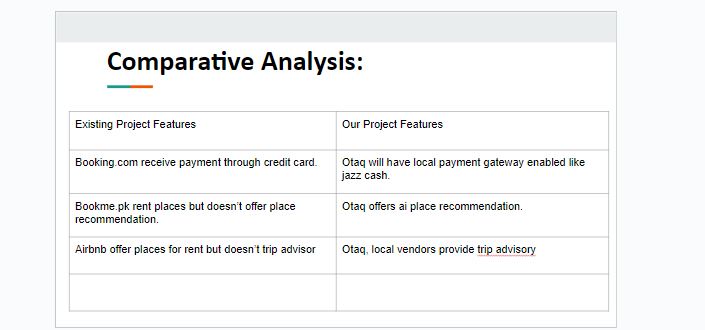 Comparative Analysis:
Existing Project Features
Our Project Features
Booking.com receive payment through credit card.
Otaq will have local payment gateway enabled like
jazz cash.
Bookme.pk rent places but doesn't offer place
recommendation.
Otaq offers ai place recommendation.
Airbnb offer places for rent but doesn't trip advisor
Otaq, local vendors provide trip advisory